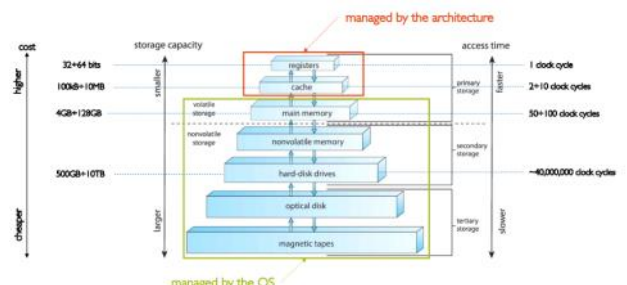 managed by the architecture
cost
storage capacity
access time
higher
smaller
faster
32÷64 bits
registers
1 clock cycle
100kB÷10MB
cache
2÷10 clock cycles
primary storage
volatile storage
4GB÷128GB
main memory
50÷100 clock cycles
nonvolatile storage
nonvolatile memory
secondary storage
500GB÷10TB
hard-disk drives
~40,000,000 clock cycles
optical disk
tertiary storage
cheaper
larger
slower
magnetic tapes
managed by the OS